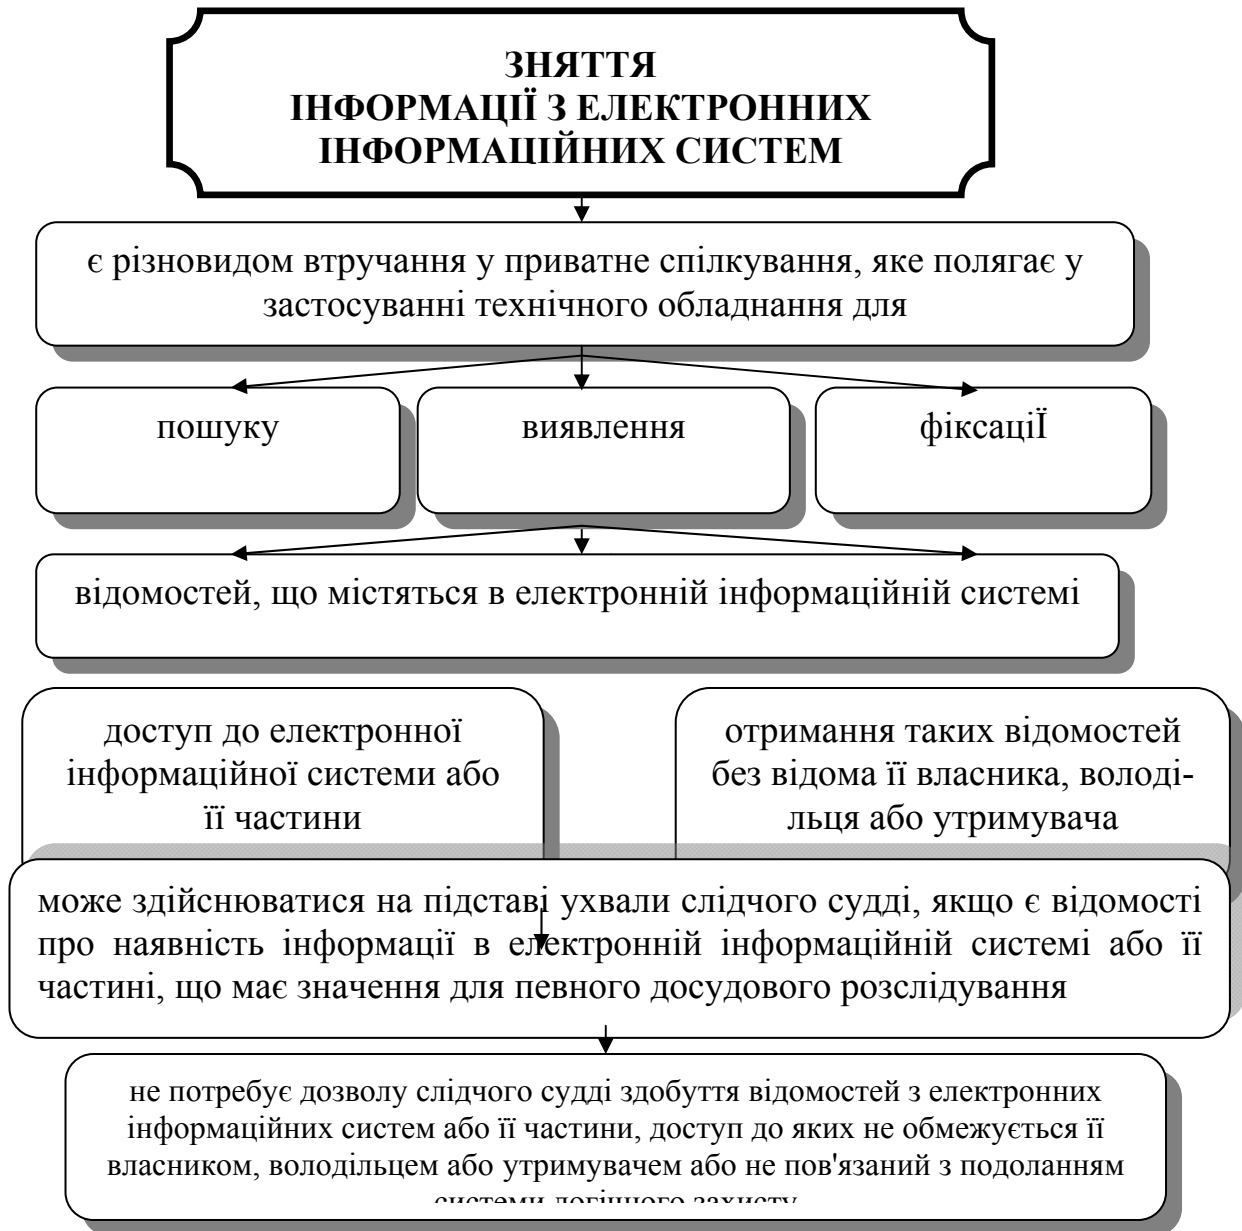 ЗНЯТТЯ
ІНФОРМАЦІЇ З ЕЛЕКТРОННИХ
ІНФОРМАЦІЙНИХ СИСТЕМ
є різновидом втручання у приватне спілкування, яке полягає у
застосуванні технічного обладнання для
пошуку
виявлення
фіксаціЇ
відомостей, що містяться в електронній інформаційній системі
доступ до електронної
інформаційної системи або
її частини
отримання таких відомостей
без відома її власника, володі-
льця або утримувача
може здійснюватися на підставі ухвали слідчого судді, якщо є відомості
про наявність інформації в електронній інформаційній системі або її
частині, що має значення для певного досудового розслідування
не потребує дозволу слідчого судді здобуття відомостей з електронних
інформаційних систем або її частини, доступ до яких не обмежується її
власником, володільцем або утримувачем або не пов'язаний з подоланням
системи логічного захисту